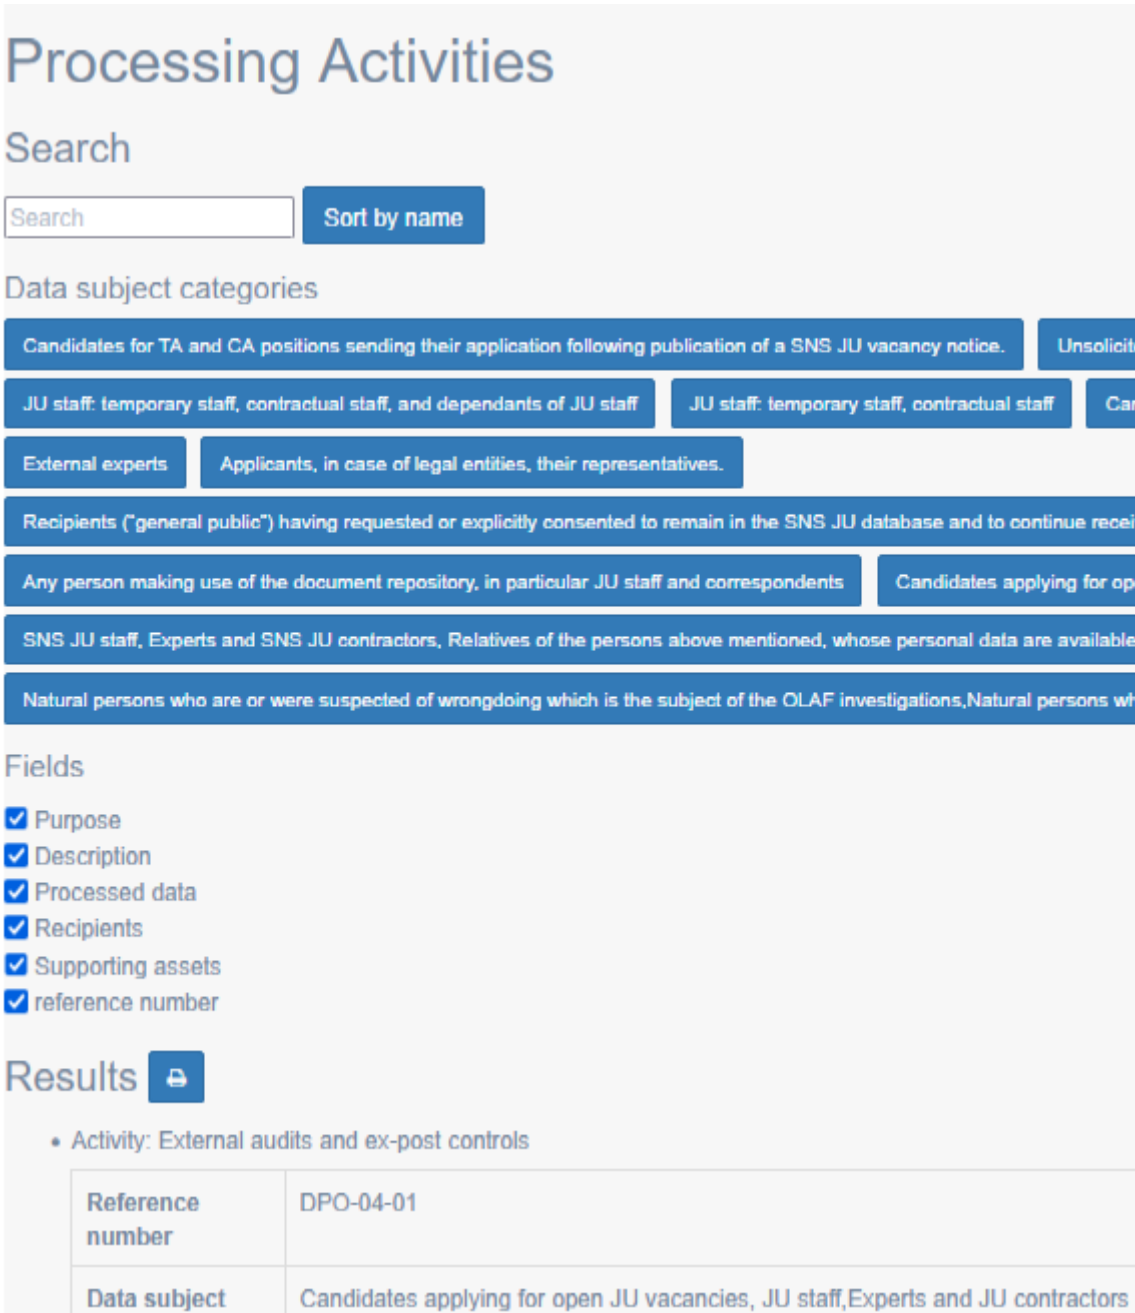 Processing Activities
Search
Search Sort by name
Data subject categories
Candidates for TA and CA positions sending their application following publication of a SNS JU vacancy notice.
JU staff: temporary staff, contractual staff, and dependants of JU staff JU staff: temporary staff, contractual staff
External experts Applicants, in case of legal entities, their representatives.
Recipients ("general public") having requested or explicitly consented to remain in the SNS JU database and to continue
Any person making use of the document repository, in particular JU staff and correspondents Candidates applying for
SNS JU staff, Experts and SNS JU contractors, Relatives of the persons above mentioned, whose personal data are available
Natural persons who are or were suspected of wrongdoing which is the subject of the OLAF investigations,Natural persons
Fields
Purpose
Description
Processed data
Recipients
Supporting assets
reference number
Results
• Activity: External audits and ex-post controls
Reference DPO-04-01
number
Data subject Candidates applying for open JU vacancies, JU staff,Experts and JU contractors